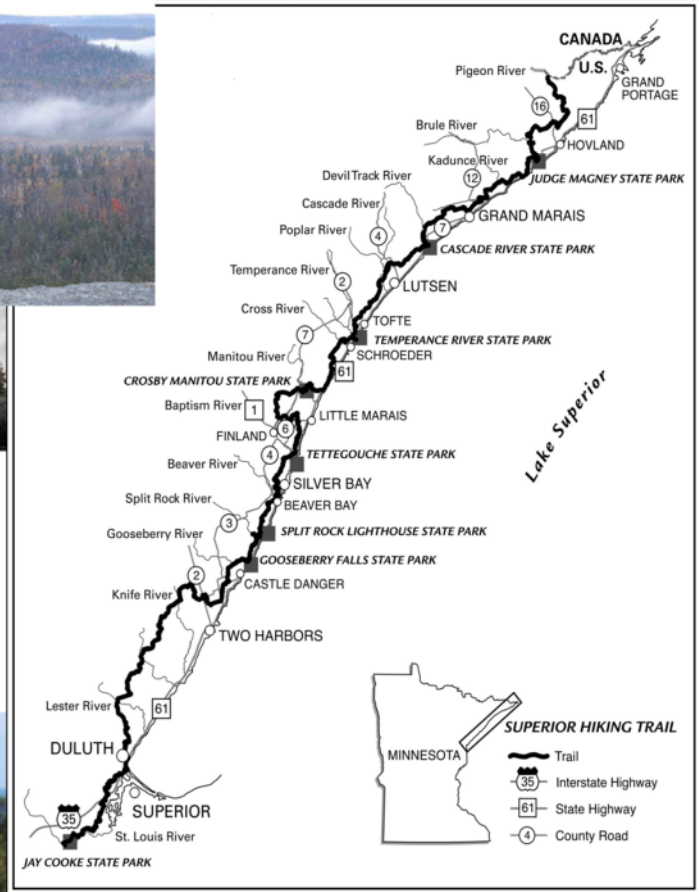 CANADA
U.S.
Pigeon River
GRAND
PORTAGE
16
61
Brule River
HOVLAND
Kadunce River
12
JUDGE MAGNEY STATE PARK
Devil Track River
Cascade River
GRAND MARAIS
Poplar River
4
7
CASCADE RIVER STATE PARK
Temperance River
2
LUTSEN
Cross River
TOFTE
7
TEMPERANCE RIVER STATE PARK
SCHROEDER
Manitou River
61
CROSBY MANITOU STATE PARK
Baptism River
1
LITTLE MARAIS
6
FINLAND
4
TETTEGOUCHE STATE PARK
Beaver River
SILVER BAY
Split Rock River
BEAVER BAY
3
Gooseberry River
SPLIT ROCK LIGHTHOUSE STATE PARK
GOOSEBERRY FALLS STATE PARK
2
CASTLE DANGER
Knife River
TWO HARBORS
Lake Superior
Lester River
61
DULUTH
SUPERIOR
35
St. Louis River
JAY COOKE STATE PARK
MINNESOTA
SUPERIOR HIKING TRAIL
Trail
35 Interstate Highway
61 State Highway
4 County Road